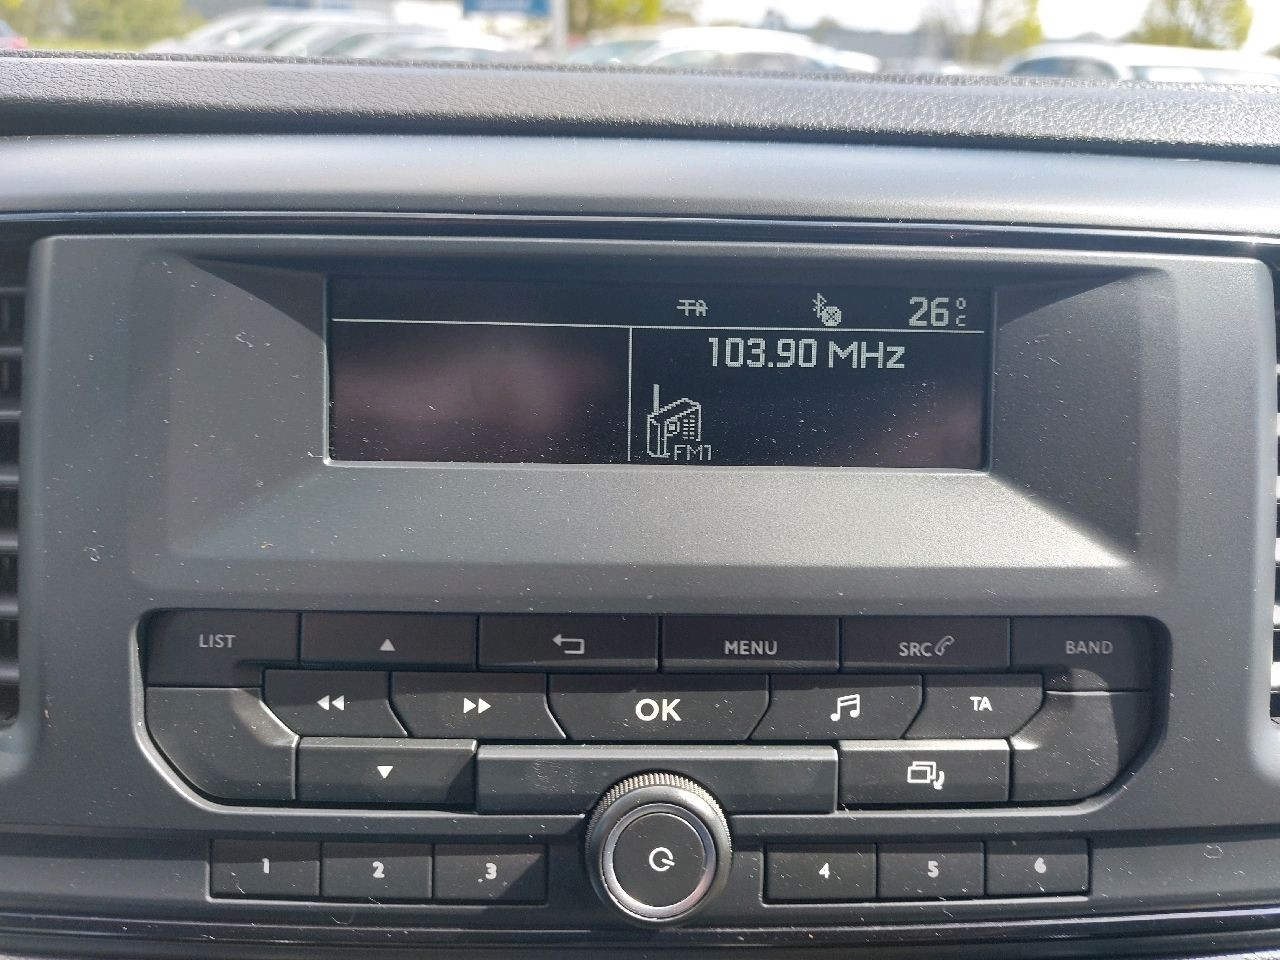 TA 26°C
103.90 MHz
FM1
LIST MENU SRC BAND
OK TA
1 2 3 4 5 6